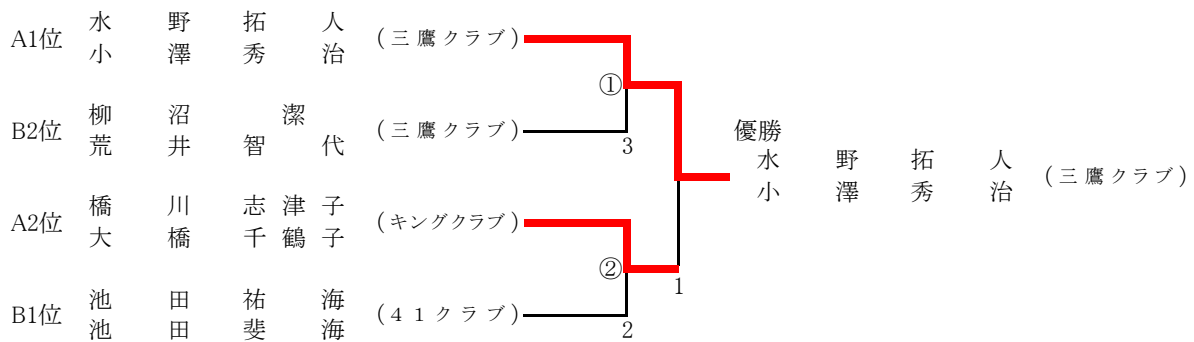 水野拓人
A1位 (三鷹クラブ)
小澤秀治
①
柳沼潔
B2位 (三鷹クラブ)
荒井智代
3
優勝
水野拓人
(三鷹クラブ)
小澤秀治
橋川志津子
A2位 (キングクラブ)
大橋千鶴子
②
1
池田祐海
B1位 (41クラブ)
池田斐海
2